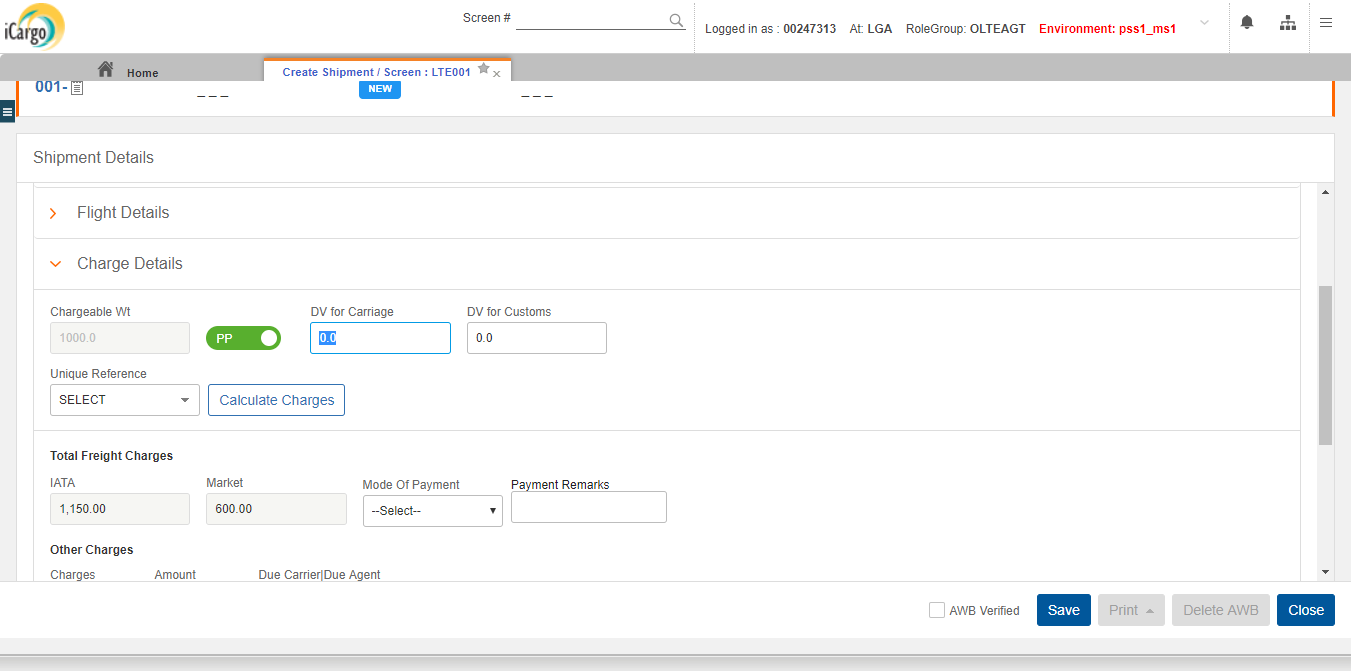 iCargo
Screen #
Logged in as : 00247313 At: LGA RoleGroup: OLTEAGT Environment: pss1_ms1
Home
Create Shipment / Screen : LTE001
001-
_ _ _
NEW
_ _ _
Shipment Details
Flight Details
Charge Details
Chargeable Wt
DV for Carriage
DV for Customs
1000.0
PP
0.0
0.0
Unique Reference
SELECT
Calculate Charges
Total Freight Charges
IATA
Market
Mode Of Payment
Payment Remarks
1,150.00
600.00
--Select--
Other Charges
Charges
Amount
Due Carrier|Due Agent
AWB Verified
Save
Print
Delete AWB
Close